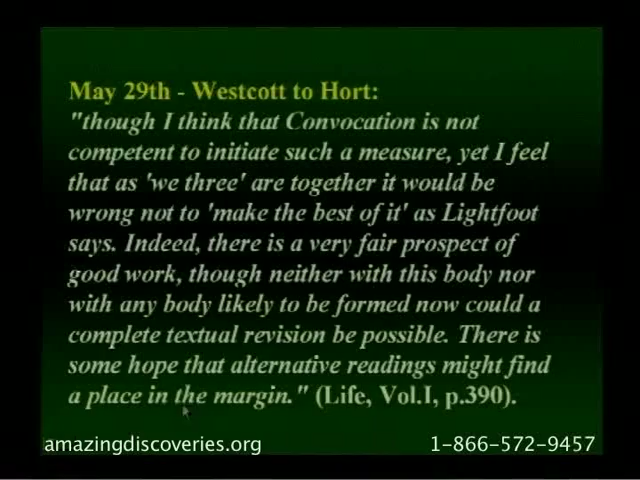 May 29th - Westcott to Hort:
"though I think that Convocation is not
competent to initiate such a measure, yet I feel
that as 'we three' are together it would be
wrong not to 'make the best of it' as Lightfoot
says. Indeed, there is a very fair prospect of
good work, though neither with this body nor
with any body likely to be formed now could a
complete textual revision be possible. There is
some hope that alternative readings might find
a place in the margin." (Life, Vol.I, p.390).
amazingdiscoveries.org 1-866-572-9457